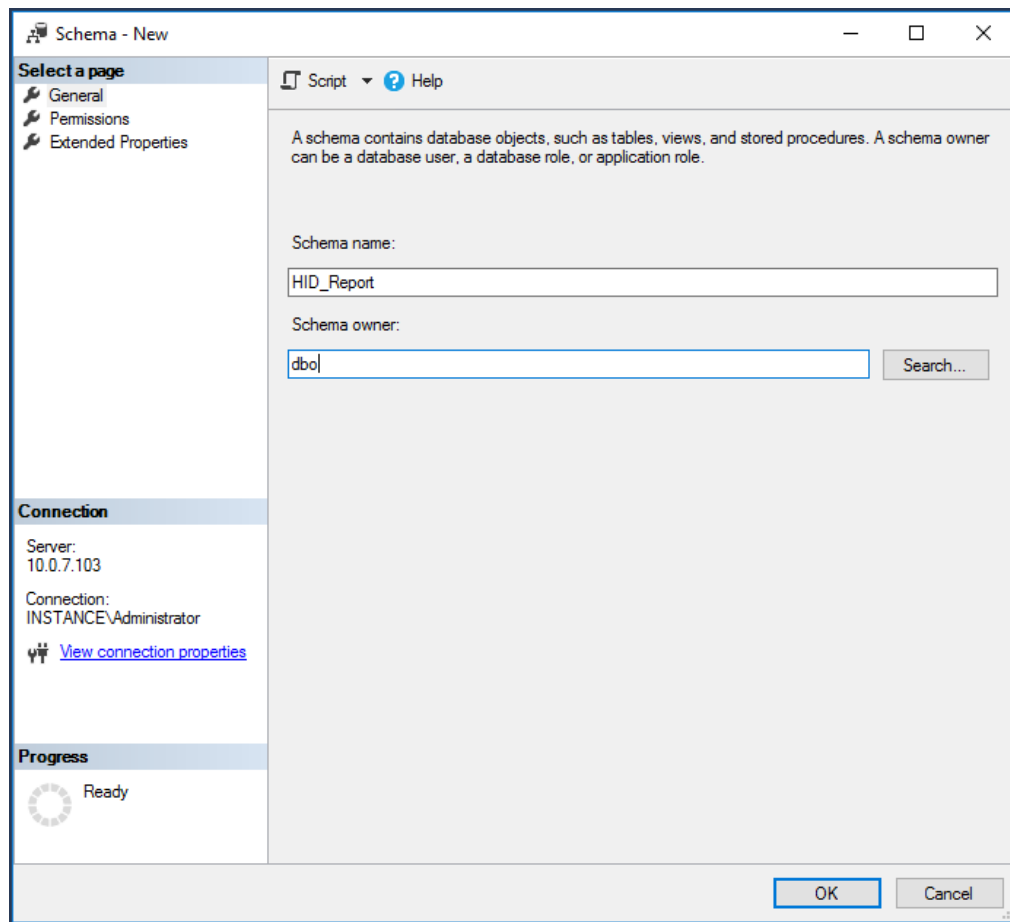 Schema - New
Select a page
General
Permissions
Extended Properties
Script
Help
A schema contains database objects, such as tables, views, and stored procedures. A schema owner
can be a database user, a database role, or application role.
Schema name:
HID_Report
Schema owner:
dbo
Search...
Connection
Server:
10.0.7.103
Connection:
INSTANCE\Administrator
View connection properties
Progress
Ready
OK
Cancel